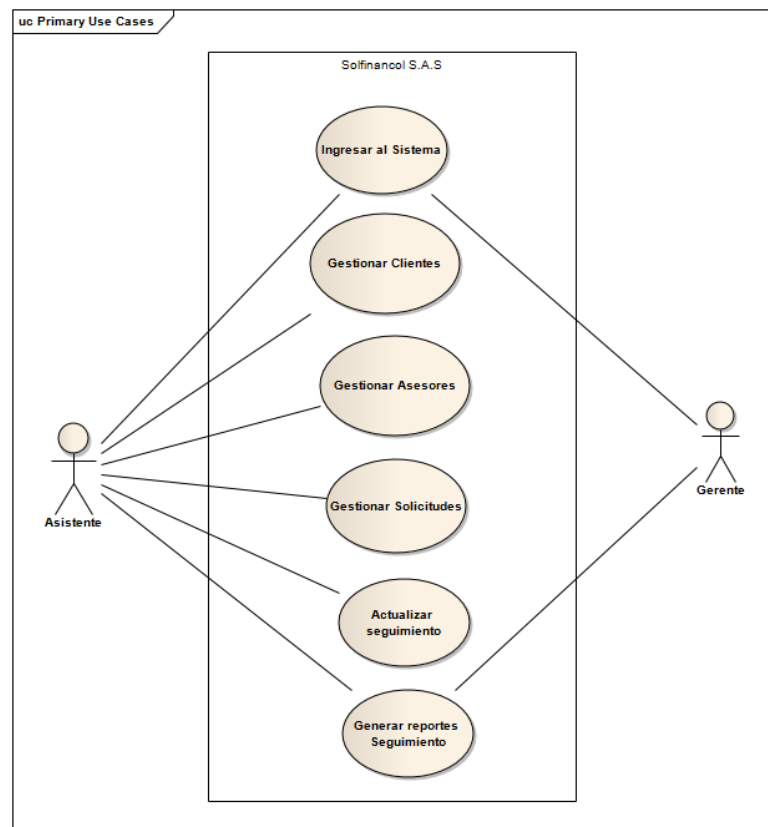 uc Primary Use Cases
Solfinancol S.A.S
Ingresar al Sistema
Gestionar Clientes
Gestionar Asesores
Gestionar Solicitudes
Actualizar
seguimiento
Generar reportes
Seguimiento
Asistente
Gerente